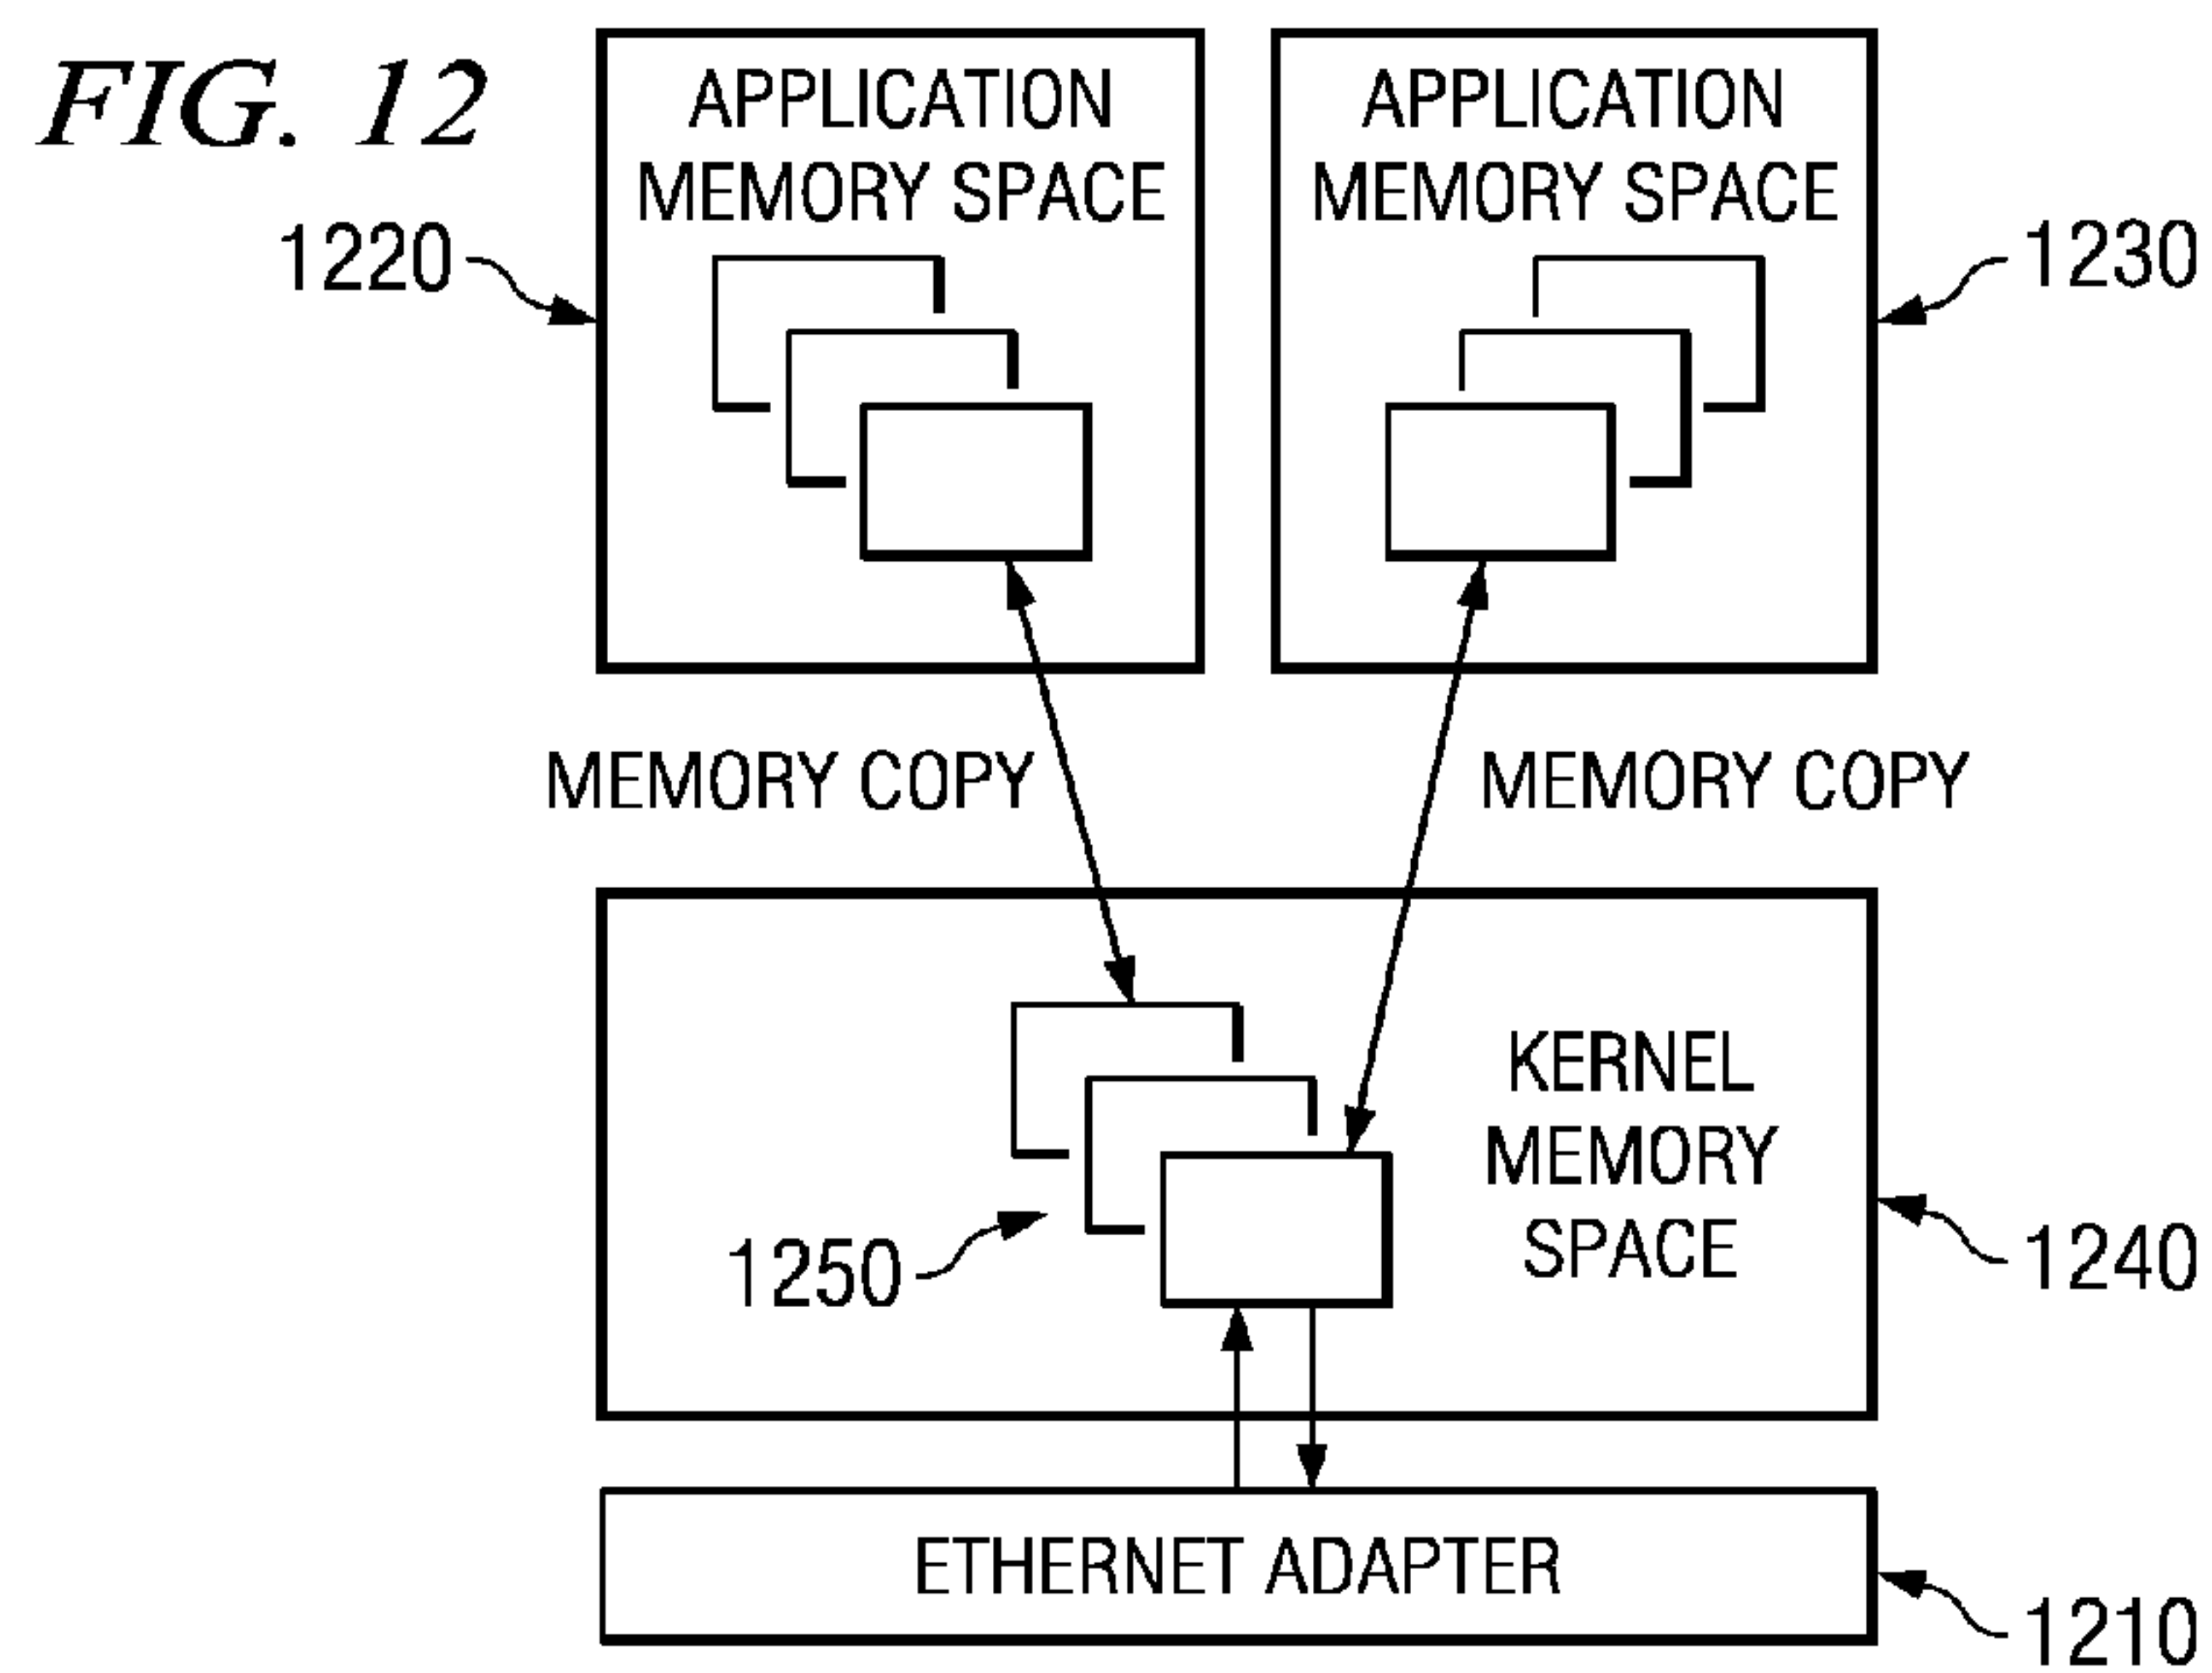 FIG. 12
APPLICATION
MEMORY SPACE
APPLICATION
MEMORY SPACE
1220
1230
MEMORY COPY
MEMORY COPY
KERNEL
MEMORY
SPACE
1250
1240
ETHERNET ADAPTER
1210